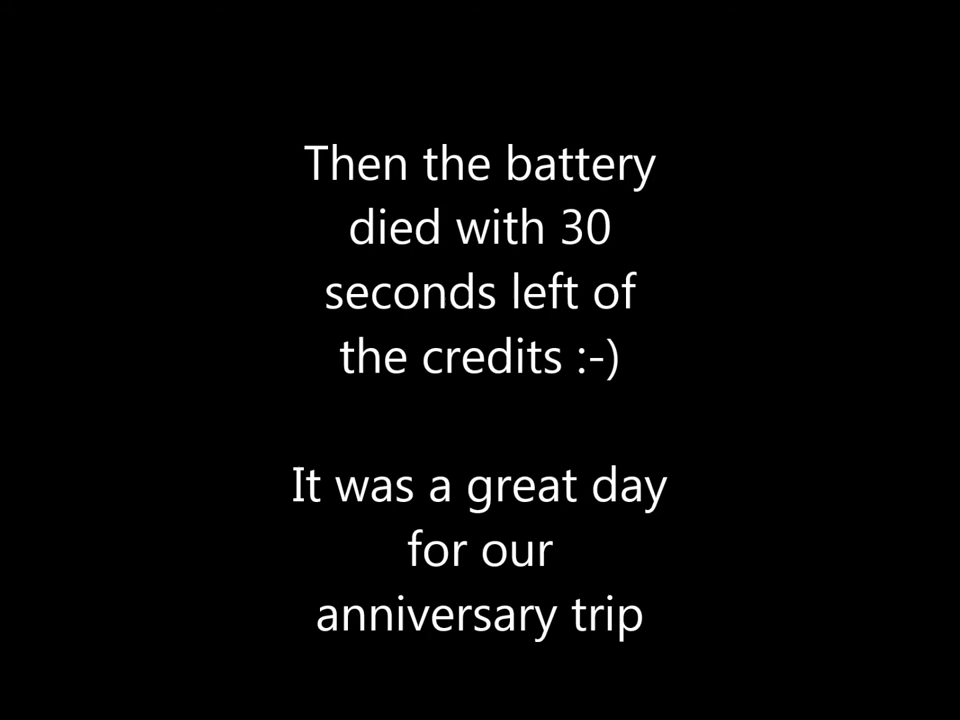 Then the battery
died with 30
seconds left of
the credits :-)
It was a great day
for our
anniversary trip